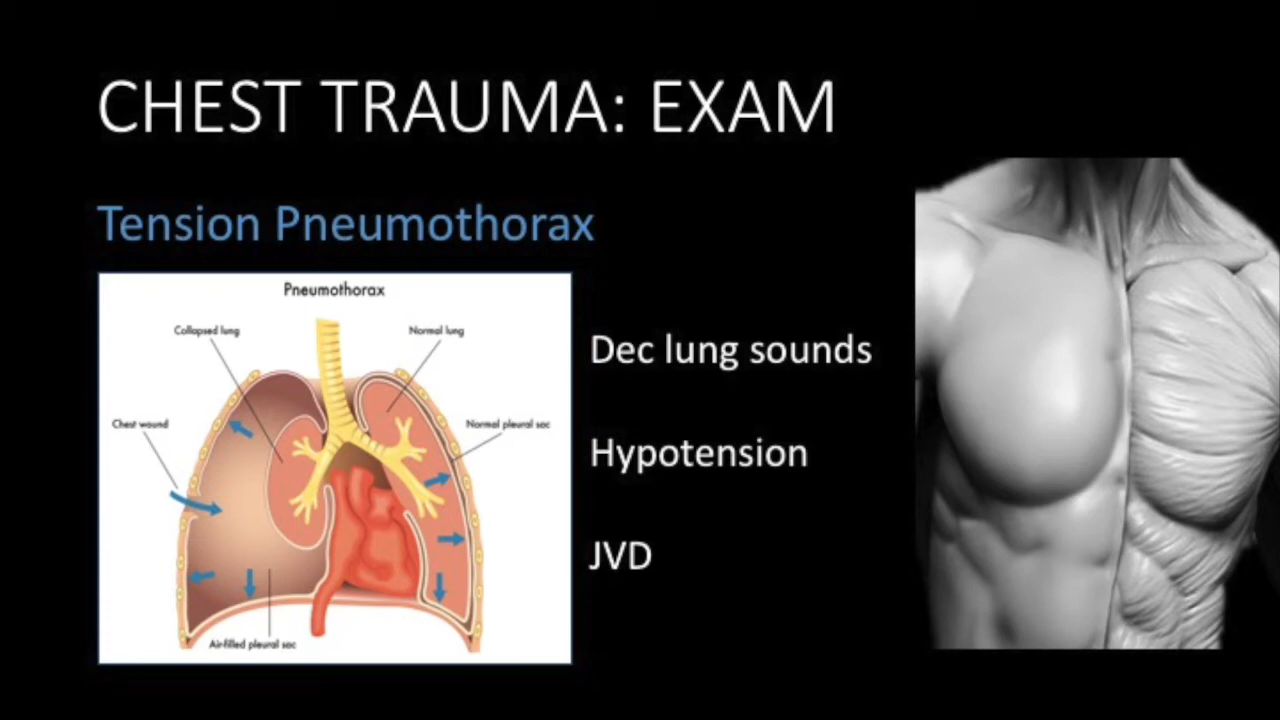 CHEST TRAUMA: EXAM
Tension Pneumothorax
Pneumothorax
Collapsed lung
Normal lung
Chest wound
Normal pleural sac
Air-filled pleural sac
Dec lung sounds
Hypotension
JVD